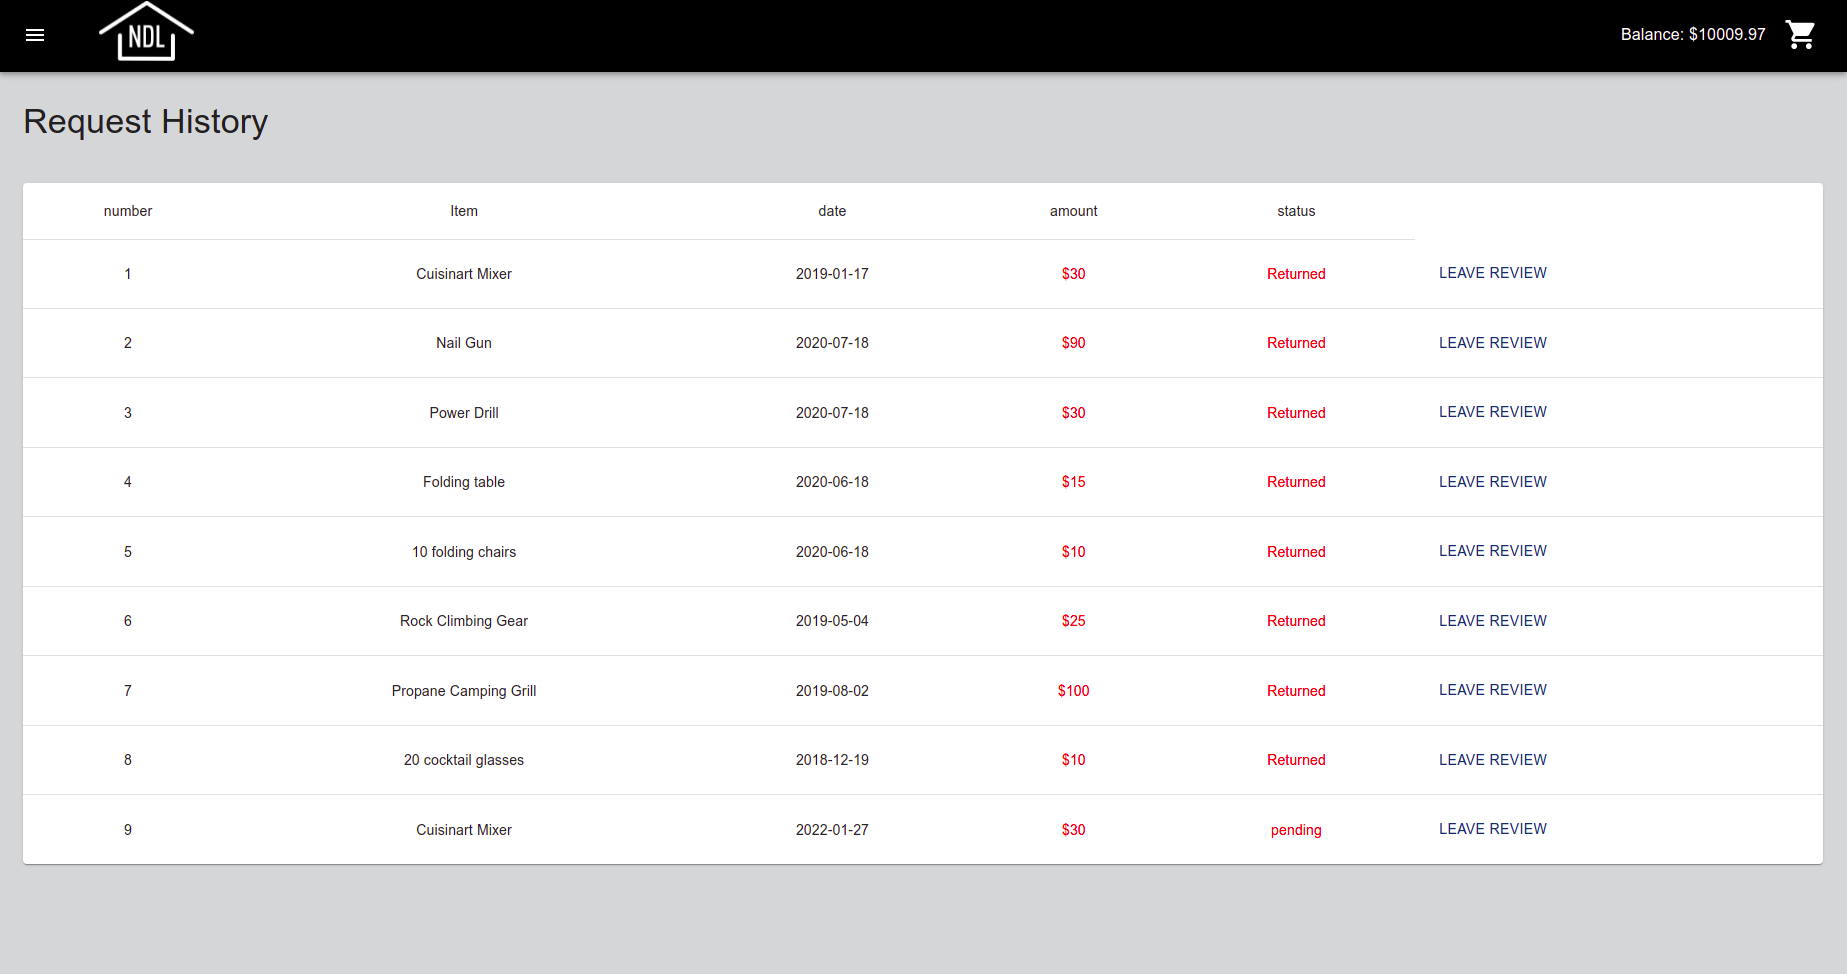 NDL
Balance: $10009.97
Request History
number Item date amount status
1 Cuisinart Mixer 2019-01-17 $30 Returned LEAVE REVIEW
2 Nail Gun 2020-07-18 $90 Returned LEAVE REVIEW
3 Power Drill 2020-07-18 $30 Returned LEAVE REVIEW
4 Folding table 2020-06-18 $15 Returned LEAVE REVIEW
5 10 folding chairs 2020-06-18 $10 Returned LEAVE REVIEW
6 Rock Climbing Gear 2019-05-04 $25 Returned LEAVE REVIEW
7 Propane Camping Grill 2019-08-02 $100 Returned LEAVE REVIEW
8 20 cocktail glasses 2018-12-19 $10 Returned LEAVE REVIEW
9 Cuisinart Mixer 2022-01-27 $30 pending LEAVE REVIEW